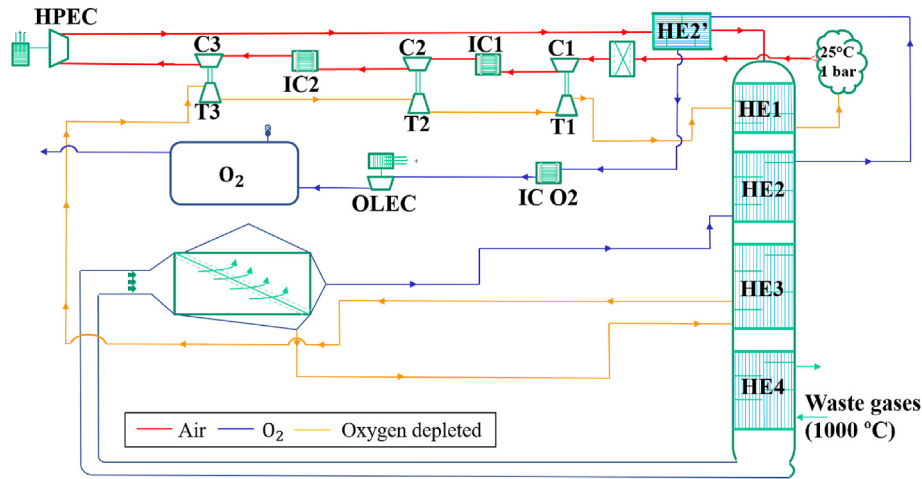 HPEC
C3
C2
IC1
C1
HE2'
25°C
1 bar
IC2
T3
T2
T1
HE1
O₂
OLEC
+
IC O2
HE2
HE3
HE4
Waste gases
(1000 ºC)
Air
O₂
Oxygen depleted